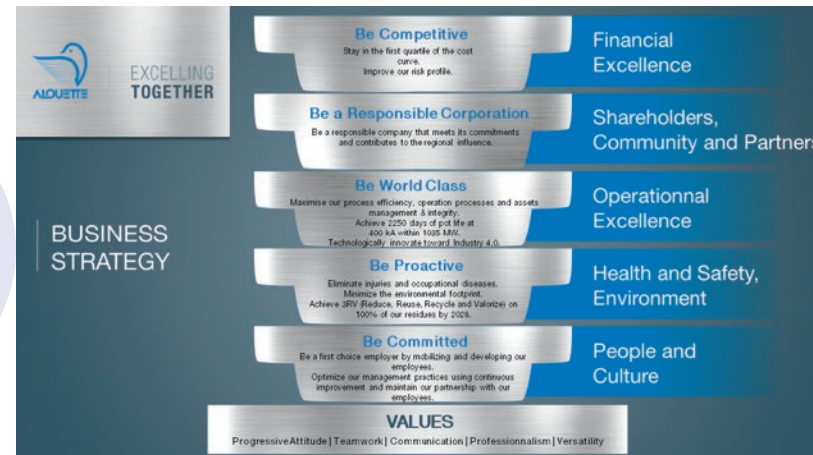 ALOUETTE
EXCELLING
TOGETHER
BUSINESS
STRATEGY
Be Competitive
Stay in the first quartile of the cost
curve.
Improve our risk profile.
Financial
Excellence
Be a Responsible Corporation
Be a responsible company that meets its commitments
and contributes to the regional influence.
Shareholders,
Community and Partners
Be World Class
Maximise our process efficiency, operation processes and assets
management & integrity.
Achieve 2250 days of pot life at
400 kA within 1035 MW.
Technologically innovate toward Industry 4.0.
Operationnal
Excellence
Be Proactive
Eliminate injuries and occupational diseases.
Minimize the environmental footprint.
Achieve 3RV (Reduce, Reuse, Recycle and Valorize) on
100% of our residues by 2028.
Health and Safety,
Environment
Be Committed
Be a first choice employer by mobilizing and developing our
employees.
Optimize our management practices using continuous
improvement and maintain our partnership with our
employees.
People and
Culture
VALUES
Progressive Attitude | Teamwork | Communication | Professionnalism | Versatility